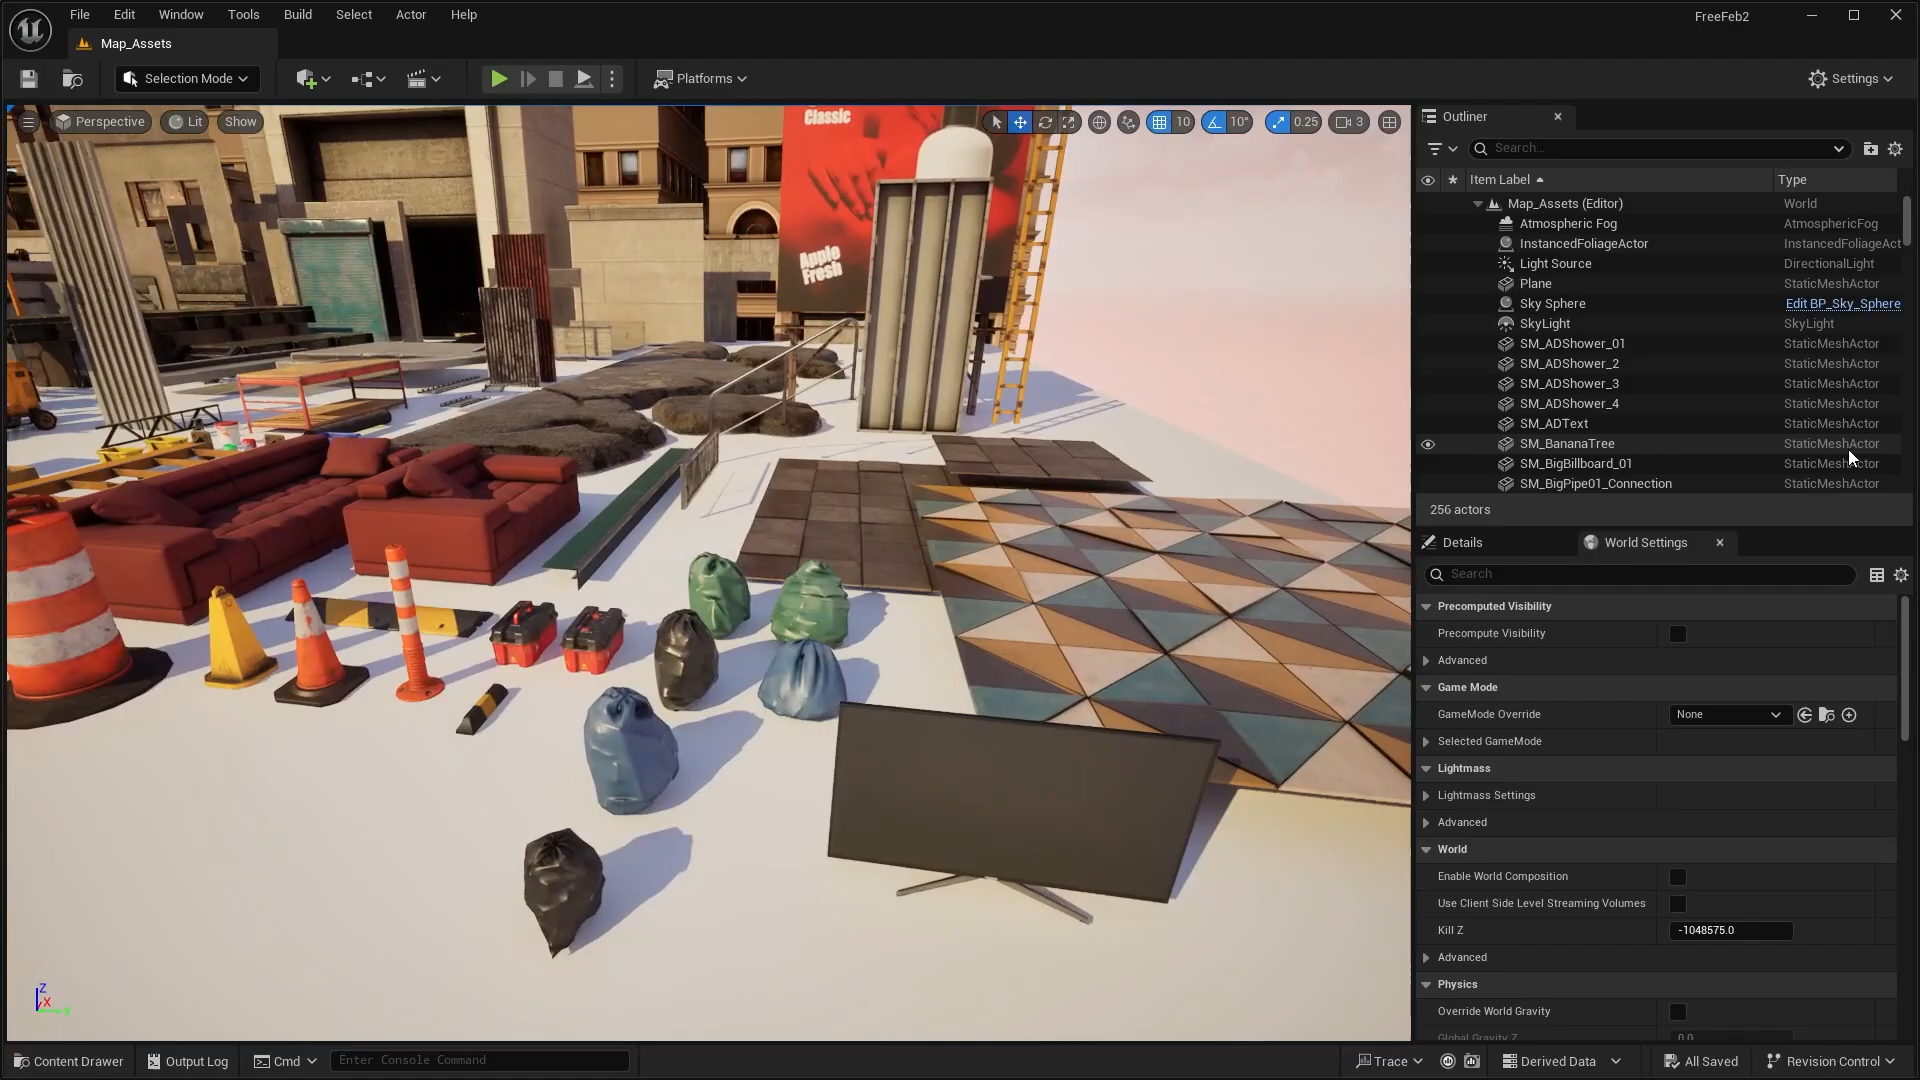 File Edit Window Tools Build Select Actor Help
FreeFeb2
Map_Assets
Selection Mode
Platforms
Settings
Perspective
Lit
Show
10
10°
0.25
3
Classic
Apple
Fresh
Z
X
Y
Outliner
Search...
Item Label
Type
Map_Assets (Editor) World
Atmospheric Fog AtmosphericFog
InstancedFoliageActor InstancedFoliageAct
Light Source DirectionalLight
Plane StaticMeshActor
Sky Sphere Edit BP_Sky_Sphere
SkyLight SkyLight
SM_ADShower_01 StaticMeshActor
SM_ADShower_2 StaticMeshActor
SM_ADShower_3 StaticMeshActor
SM_ADShower_4 StaticMeshActor
SM_ADText StaticMeshActor
SM_BananaTree StaticMeshActor
SM_BigBillboard_01 StaticMeshActor
SM_BigPipe01_Connection StaticMeshActor
256 actors
Details
World Settings
Search
Precomputed Visibility
Precompute Visibility
Advanced
Game Mode
GameMode Override None
Selected GameMode
Lightmass
Lightmass Settings
Advanced
World
Enable World Composition
Use Client Side Level Streaming Volumes
Kill Z -1048575.0
Advanced
Physics
Override World Gravity
Global Gravity Z 0.0
Content Drawer
Output Log
Cmd
Enter Console Command
Trace
Derived Data
All Saved
Revision Control